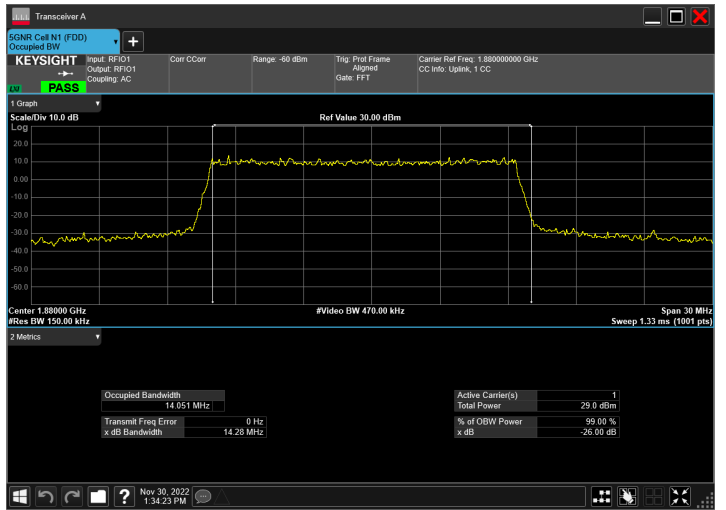 Transceiver A
5GNR Cell N1 (FDD)
Occupied BW
KEYSIGHT
Input: RFIO1
Output: RFIO1
Coupling: AC
Corr CCorr
Range: -60 dBm
Trig: Prot Frame
Aligned
Gate: FFT
Carrier Ref Freq: 1.880000000 GHz
CC Info: Uplink, 1 CC
LXI
PASS
1 Graph
Scale/Div 10.0 dB
Ref Value 30.00 dBm
Log
20.0
10.0
0.00
-10.0
-20.0
-30.0
-40.0
-50.0
-60.0
Center 1.88000 GHz
#Video BW 470.00 kHz
Span 30 MHz
#Res BW 150.00 kHz
Sweep 1.33 ms (1001 pts)
2 Metrics
Occupied Bandwidth
14.051 MHz
Transmit Freq Error 0 Hz
x dB Bandwidth 14.28 MHz
Active Carrier(s) 1
Total Power 29.0 dBm
% of OBW Power 99.00 %
x dB -26.00 dB
?
Nov 30, 2022
1:34:23 PM